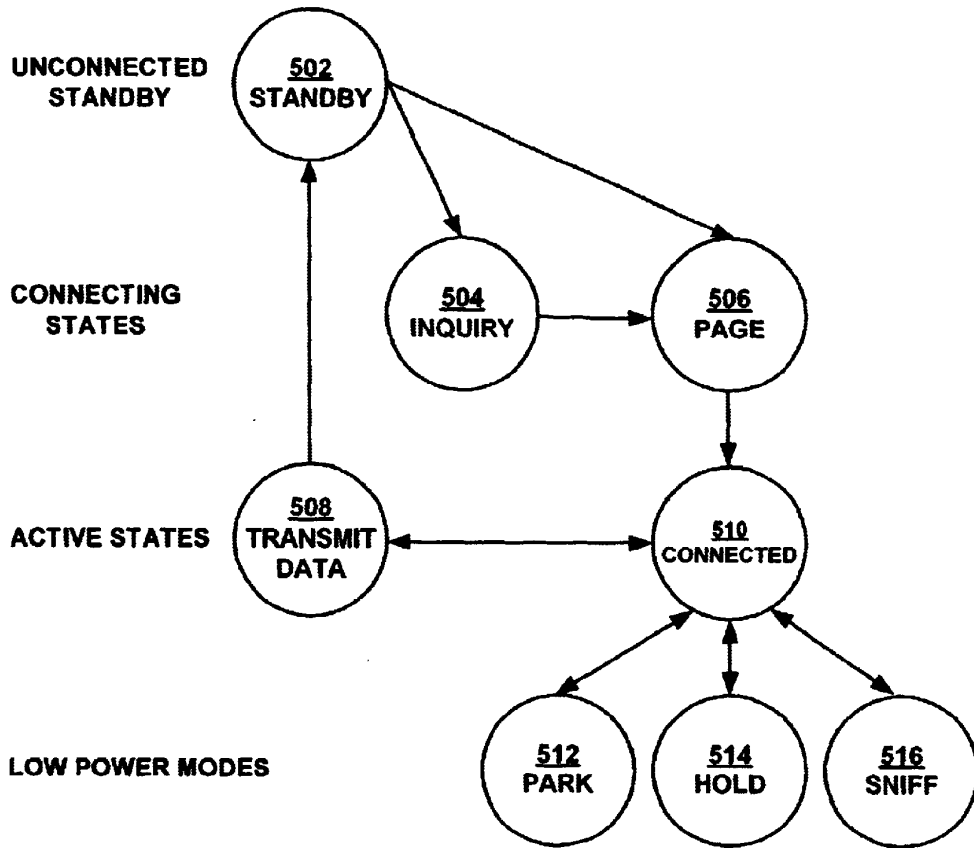 UNCONNECTED
STANDBY
502
STANDBY
CONNECTING
STATES
504
INQUIRY
506
PAGE
ACTIVE STATES
508
TRANSMIT
DATA
510
CONNECTED
LOW POWER MODES
512
PARK
514
HOLD
516
SNIFF